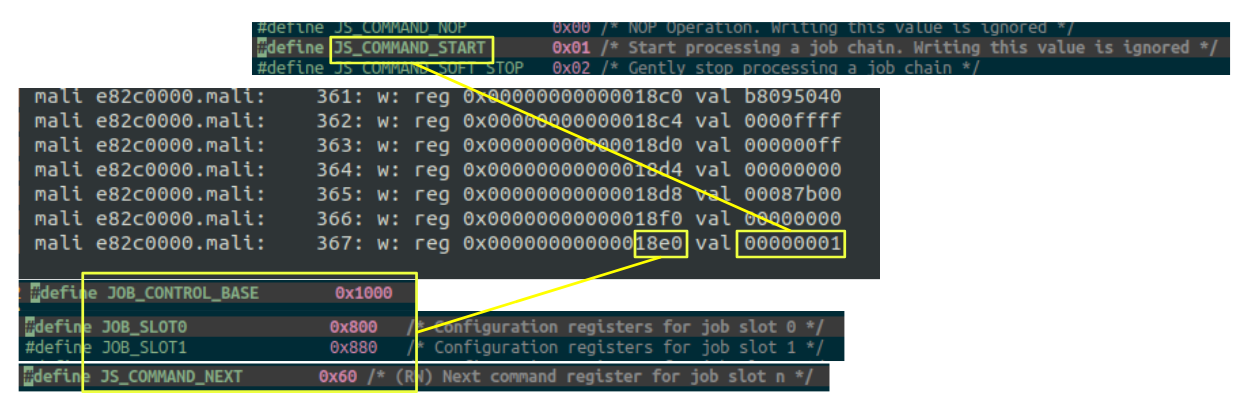 #define JS_COMMAND_NOP 0x00 /* NOP Operation. Writing this value is ignored */
#define JS_COMMAND_START 0x01 /* Start processing a job chain. Writing this value is ignored */
#define JS_COMMAND_SOFT_STOP 0x02 /* Gently stop processing a job chain */
mali e82c0000.mali: 361: w: reg 0x00000000000018c0 val b8095040
mali e82c0000.mali: 362: w: reg 0x00000000000018c4 val 0000ffff
mali e82c0000.mali: 363: w: reg 0x00000000000018d0 val 000000ff
mali e82c0000.mali: 364: w: reg 0x00000000000018d4 val 00000000
mali e82c0000.mali: 365: w: reg 0x00000000000018d8 val 00087b00
mali e82c0000.mali: 366: w: reg 0x00000000000018f0 val 00000000
mali e82c0000.mali: 367: w: reg 0x00000000000018e0 val 00000001
#define JOB_CONTROL_BASE 0x1000
#define JOB_SLOT0 0x800 /* Configuration registers for job slot 0 */
#define JOB_SLOT1 0x880 /* Configuration registers for job slot 1 */
#define JS_COMMAND_NEXT 0x60 /* (RW) Next command register for job slot n */